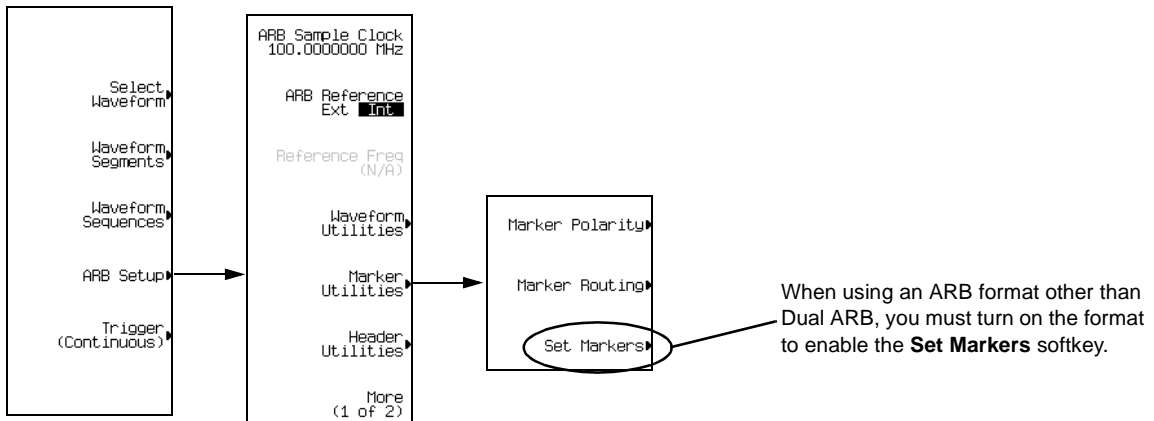 Select
Waveform
Waveform
Segments
Waveform
Sequences
ARB Setup
Trigger
(Continuous)
ARB Sample Clock
100.0000000 MHz
ARB Reference
Ext Int
Reference Freq
(N/A)
Waveform
Utilities
Marker
Utilities
Header
Utilities
More
(1 of 2)
Marker Polarity
Marker Routing
Set Markers
When using an ARB format other than
Dual ARB, you must turn on the format
to enable the Set Markers softkey.